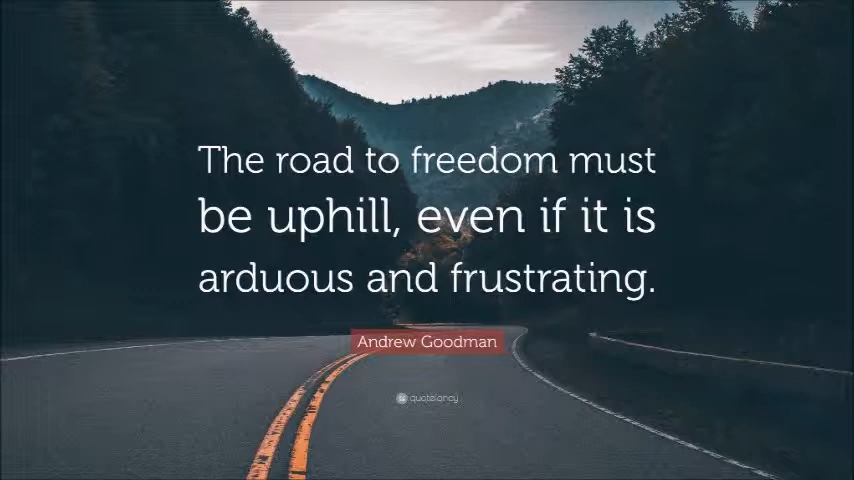 The road to freedom must
be uphill, even if it is
arduous and frustrating.
Andrew Goodman
quotefancy